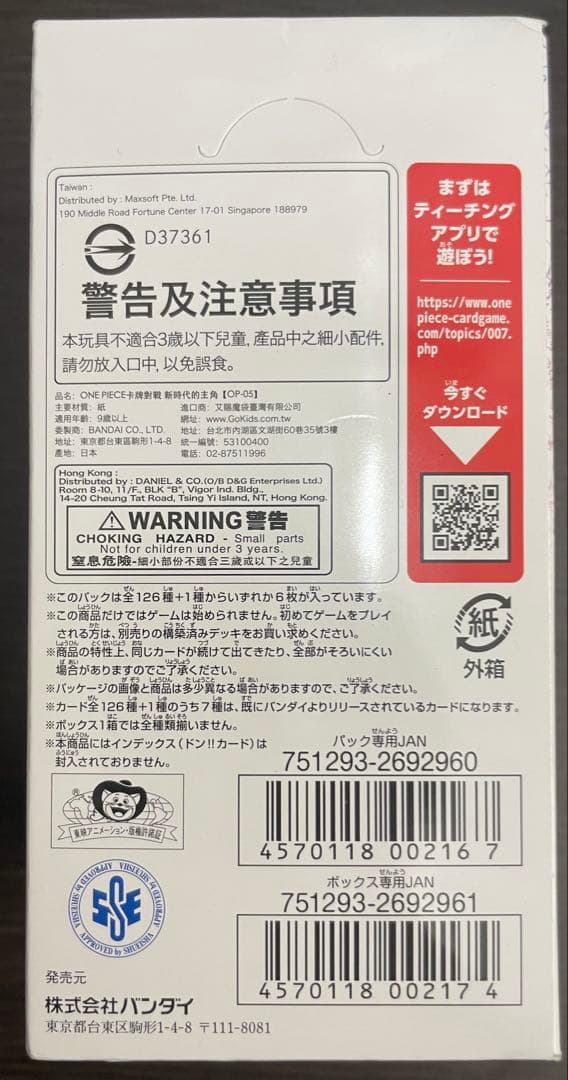 Taiwan :
Distributed by : Maxsoft Pte. Ltd.
190 Middle Road Fortune Center 17-01 Singapore 188979
D37361
警告及注意事項
本玩具不適合3歲以下兒童, 產品中之細小配件,
請勿放入口中, 以免誤食。
品名: ONE PIECE卡牌對戰 新時代的主角【OP-05】
主要材質: 紙 進口商: 艾賜魔袋臺灣有限公司
適用年齡: 9歲以上 網址: www.GoKids.com.tw
委製商: BANDAI CO., LTD. 地址: 台北市內湖區文湖街60巷35號3樓
地址: 東京都台東區駒形1-4-8 統一編號: 53100400
產地: 日本 電話: 02-87511996
Hong Kong :
Distributed by : DANIEL & CO.(O/B D&G Enterprises Ltd.)
Room 8-10, 11/F., BLK "B", Vigor Ind. Bldg.,
14-20 Cheung Tat Road, Tsing Yi Island, NT, Hong Kong.
WARNING 警告
CHOKING HAZARD - Small parts
Not for children under 3 years.
窒息危險-細小部份不適合三歲或以下之兒童
まずは
ティーチング
アプリで
遊ぼう!
https://www.one
piece-cardgame.
com/topics/007.
php
今すぐ
ダウンロード
※このパックは全126種+1種からいずれか6枚が入っています。
※この商品だけではゲームは始められません。初めてゲームをプレイ
される方は、別売りの構築済みデッキをお買い求めください。
※商品の特性上、同じカードが続けて出てきたり、全部がそろいにくい
場合がありますのでご了承ください。
※パッケージの画像と商品は多少異なる場合がありますので、ご了承ください。
※カード全126種+1種のうち7種は、既にバンダイよりリリースされているカードになります。
※ボックス1箱では全種類揃いません。
※本商品にはインデックス(ドン!!カード)は
封入されておりません。
紙
外箱
パック専用JAN
751293-2692960
4570118 00216 7
ボックス専用JAN
751293-2692961
4570118 00217 4
東映アニメーション・版権許諾証
APPROVED by SHUEISHA
発売元
株式会社バンダイ
東京都台東区駒形1-4-8 〒111-8081